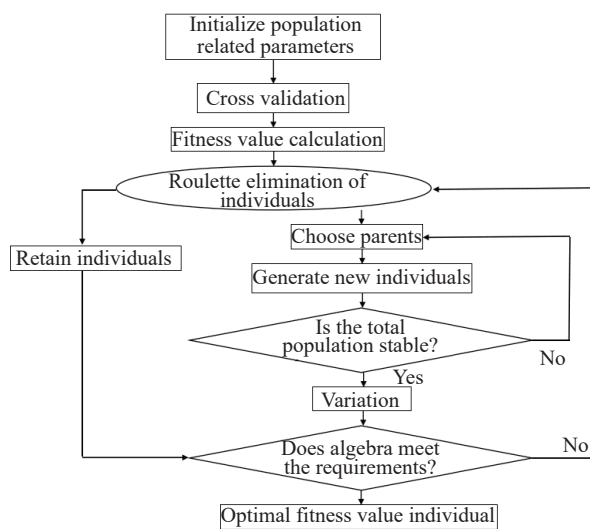 Initialize population
related parameters
Cross validation
Fitness value calculation
Roulette elimination of
individuals
Choose parents
Retain individuals
Generate new individuals
Is the total
population stable?
No
Yes
Variation
Does algebra meet
the requirements?
No
Optimal fitness value individual